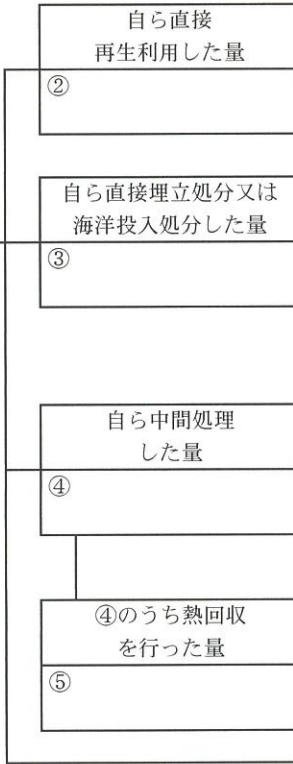 自ら直接
再生利用した量
②
自ら直接埋立処分又は
海洋投入処分した量
③
自ら中間処理
した量
④
④のうち熱回収
を行った量
⑤